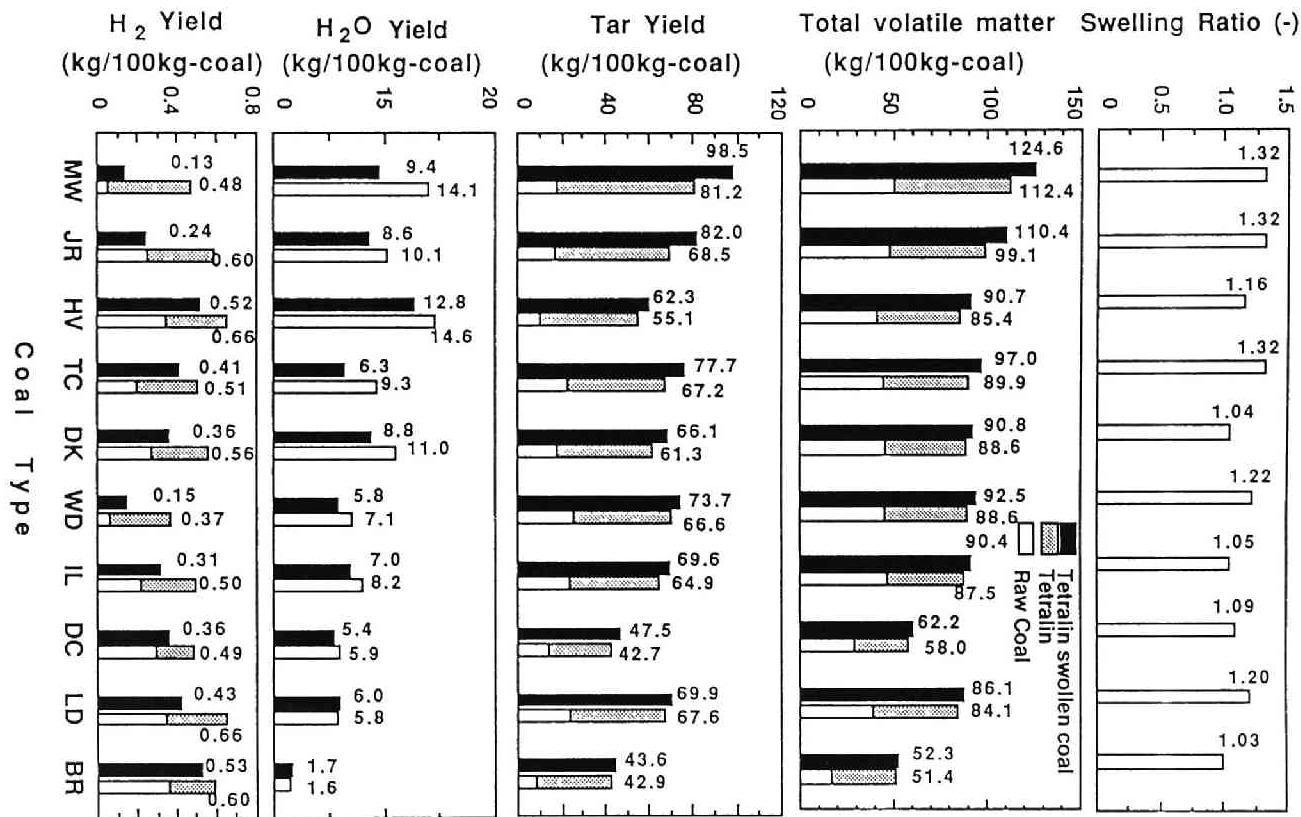 H2 Yield
(kg/100kg-coal)
0 0.4 0.8
H2O Yield
(kg/100kg-coal)
0 15 20
Tar Yield
(kg/100kg-coal)
0 40 80 120
Total volatile matter
(kg/100kg-coal)
0 50 100 150
Swelling Ratio (-)
0 0.5 1.0 1.5
Coal Type
MW
0.13 9.4 98.5 124.6 1.32
0.48 14.1 81.2 112.4
JR
0.24 8.6 82.0 110.4 1.32
0.60 10.1 68.5 99.1
HV
0.52 12.8 62.3 90.7 1.16
0.66 14.6 55.1 85.4
TC
0.41 6.3 77.7 97.0 1.32
0.51 9.3 67.2 89.9
DK
0.36 8.8 66.1 90.8 1.04
0.56 11.0 61.3 88.6
WD
0.15 5.8 73.7 92.5 1.22
0.37 7.1 66.6 88.6
IL
0.31 7.0 69.6 90.4 1.05
0.50 8.2 64.9 87.5
DC
0.36 5.4 47.5 62.2 1.09
0.49 5.9 42.7 58.0
LD
0.43 6.0 69.9 86.1 1.20
0.66 5.8 67.6 84.1
BR
0.53 1.7 43.6 52.3 1.03
0.60 1.6 42.9 51.4
Tetralin swollen coal
Tetralin
Raw Coal